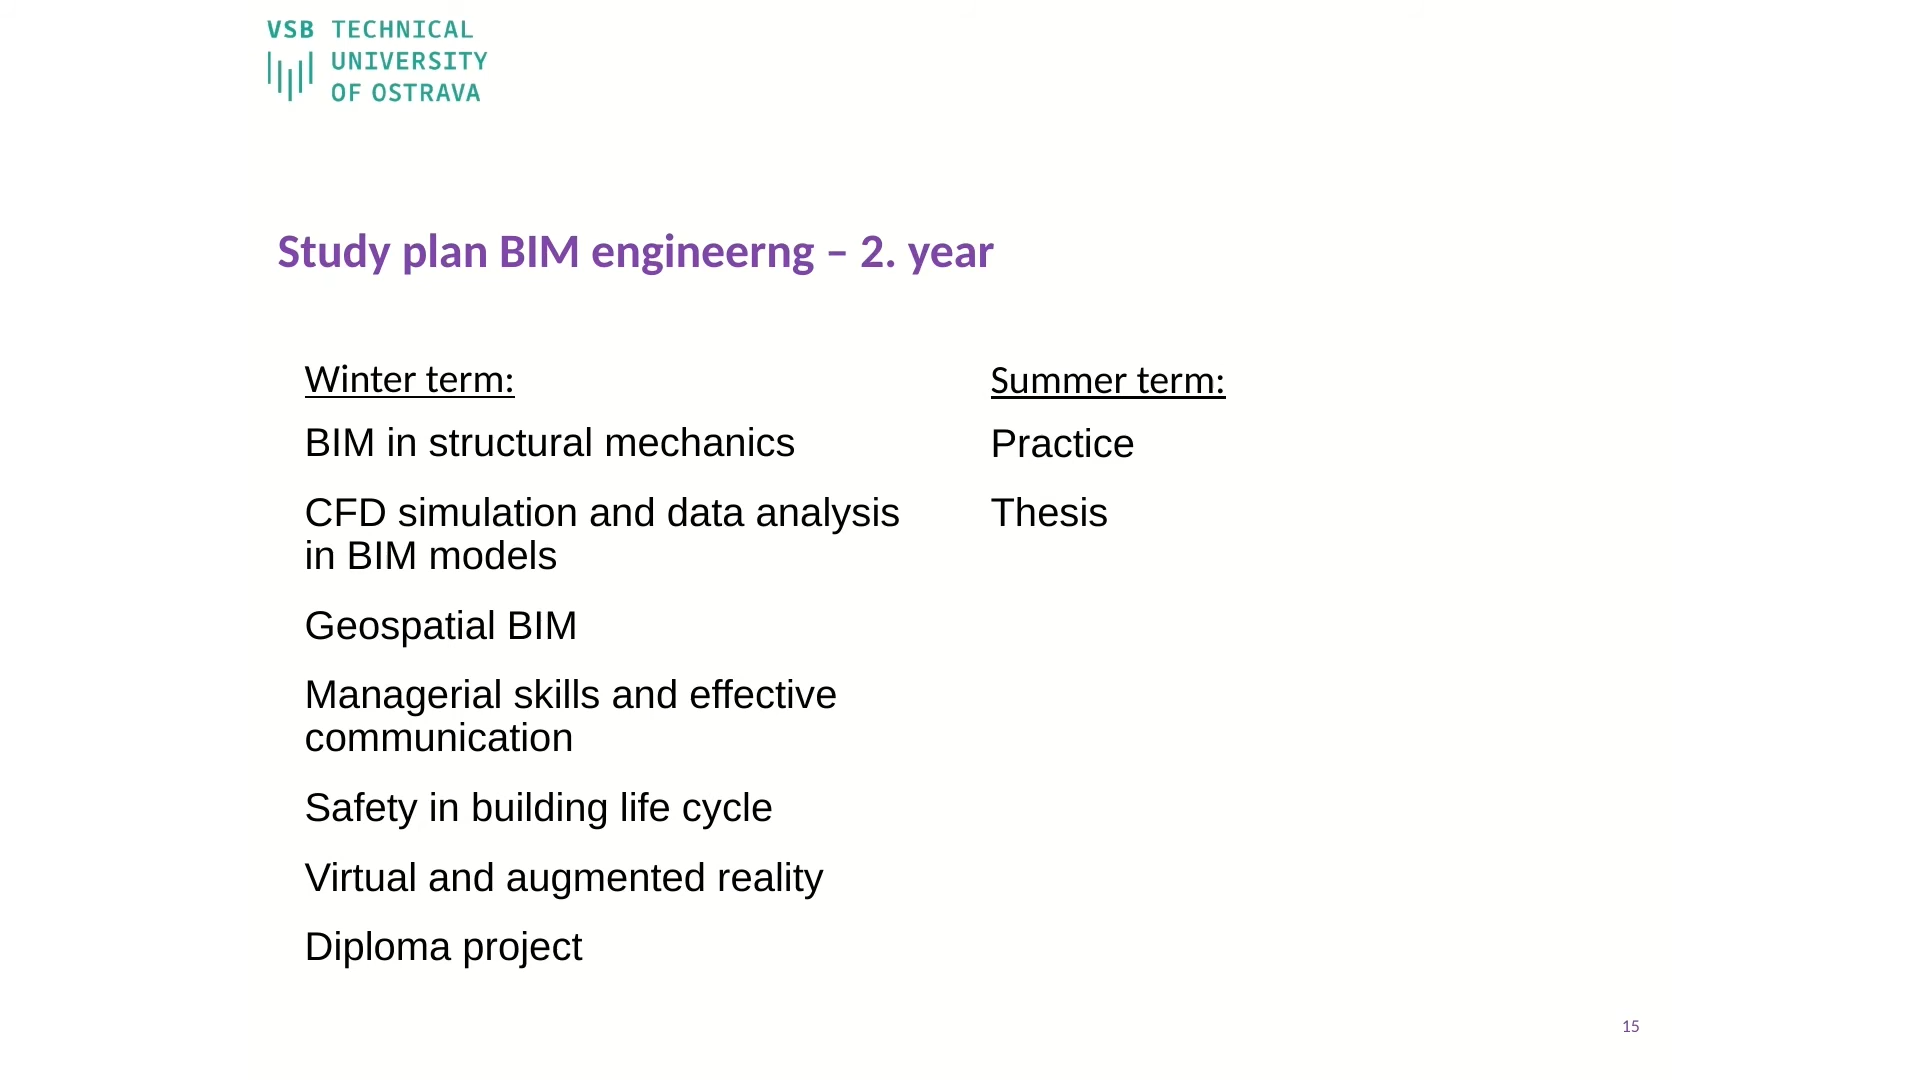 VSB TECHNICAL
UNIVERSITY
OF OSTRAVA
Study plan BIM engineerng – 2. year
Winter term:
BIM in structural mechanics
CFD simulation and data analysis
in BIM models
Geospatial BIM
Managerial skills and effective
communication
Safety in building life cycle
Virtual and augmented reality
Diploma project
Summer term:
Practice
Thesis
15